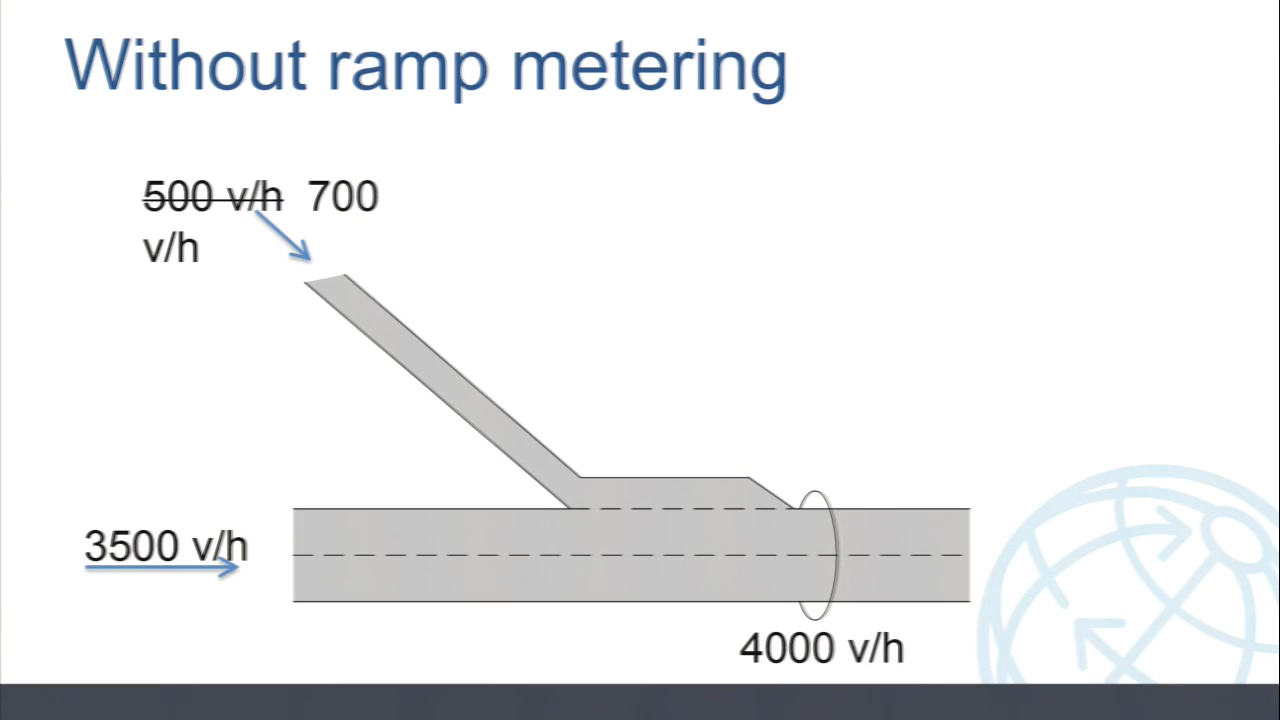 Without ramp metering
500 v/h 700
v/h
3500 v/h
4000 v/h